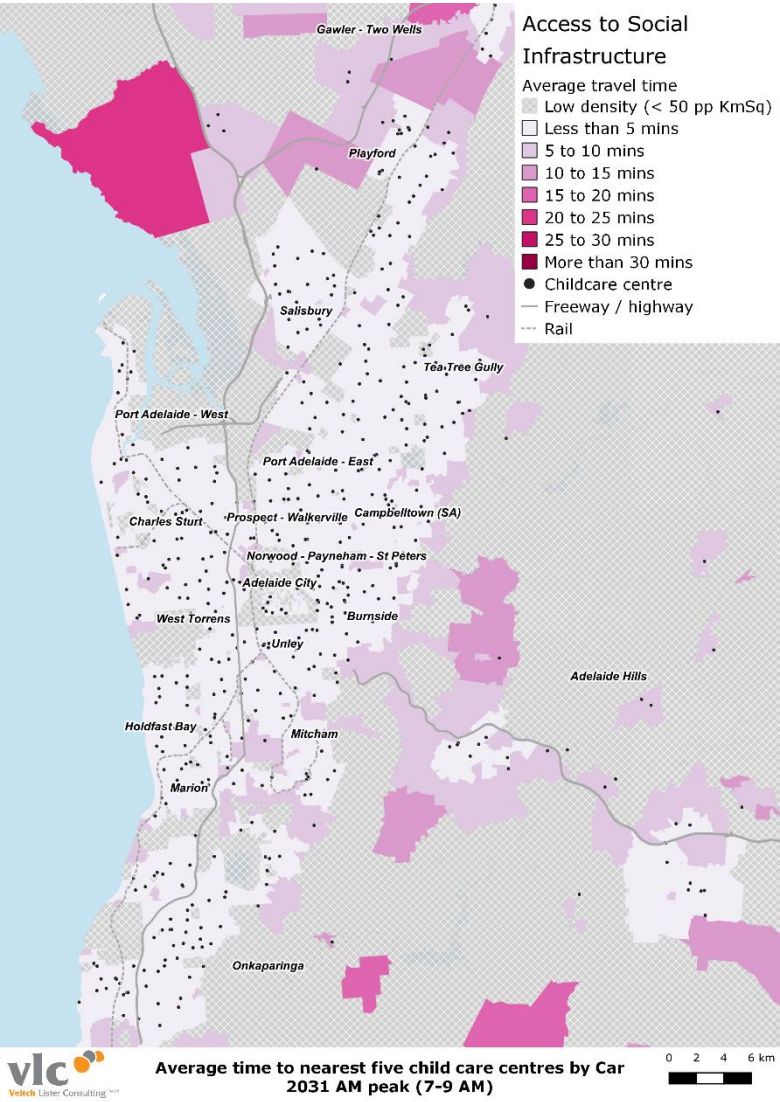 Access to Social
Infrastructure
Average travel time
Low density (< 50 pp KmSq)
Less than 5 mins
5 to 10 mins
10 to 15 mins
15 to 20 mins
20 to 25 mins
25 to 30 mins
More than 30 mins
Childcare centre
Freeway / highway
Rail
Gawler - Two Wells
Playford
Salisbury
Tea Tree Gully
Port Adelaide - West
Port Adelaide - East
Charles Sturt
Prospect - Walkerville
Campbelltown (SA)
Norwood - Payneham - St Peters
Adelaide City
West Torrens
Burnside
Unley
Adelaide Hills
Holdfast Bay
Mitcham
Marion
Onkaparinga
vlc
Veitch Lister Consulting
Average time to nearest five child care centres by Car
2031 AM peak (7-9 AM)
0 2 4 6 km